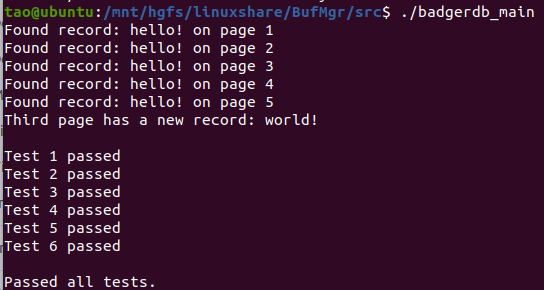 tao@ubuntu:/mnt/hgfs/linuxshare/BufMgr/src$ ./badgerdb_main
Found record: hello! on page 1
Found record: hello! on page 2
Found record: hello! on page 3
Found record: hello! on page 4
Found record: hello! on page 5
Third page has a new record: world!
Test 1 passed
Test 2 passed
Test 3 passed
Test 4 passed
Test 5 passed
Test 6 passed
Passed all tests.